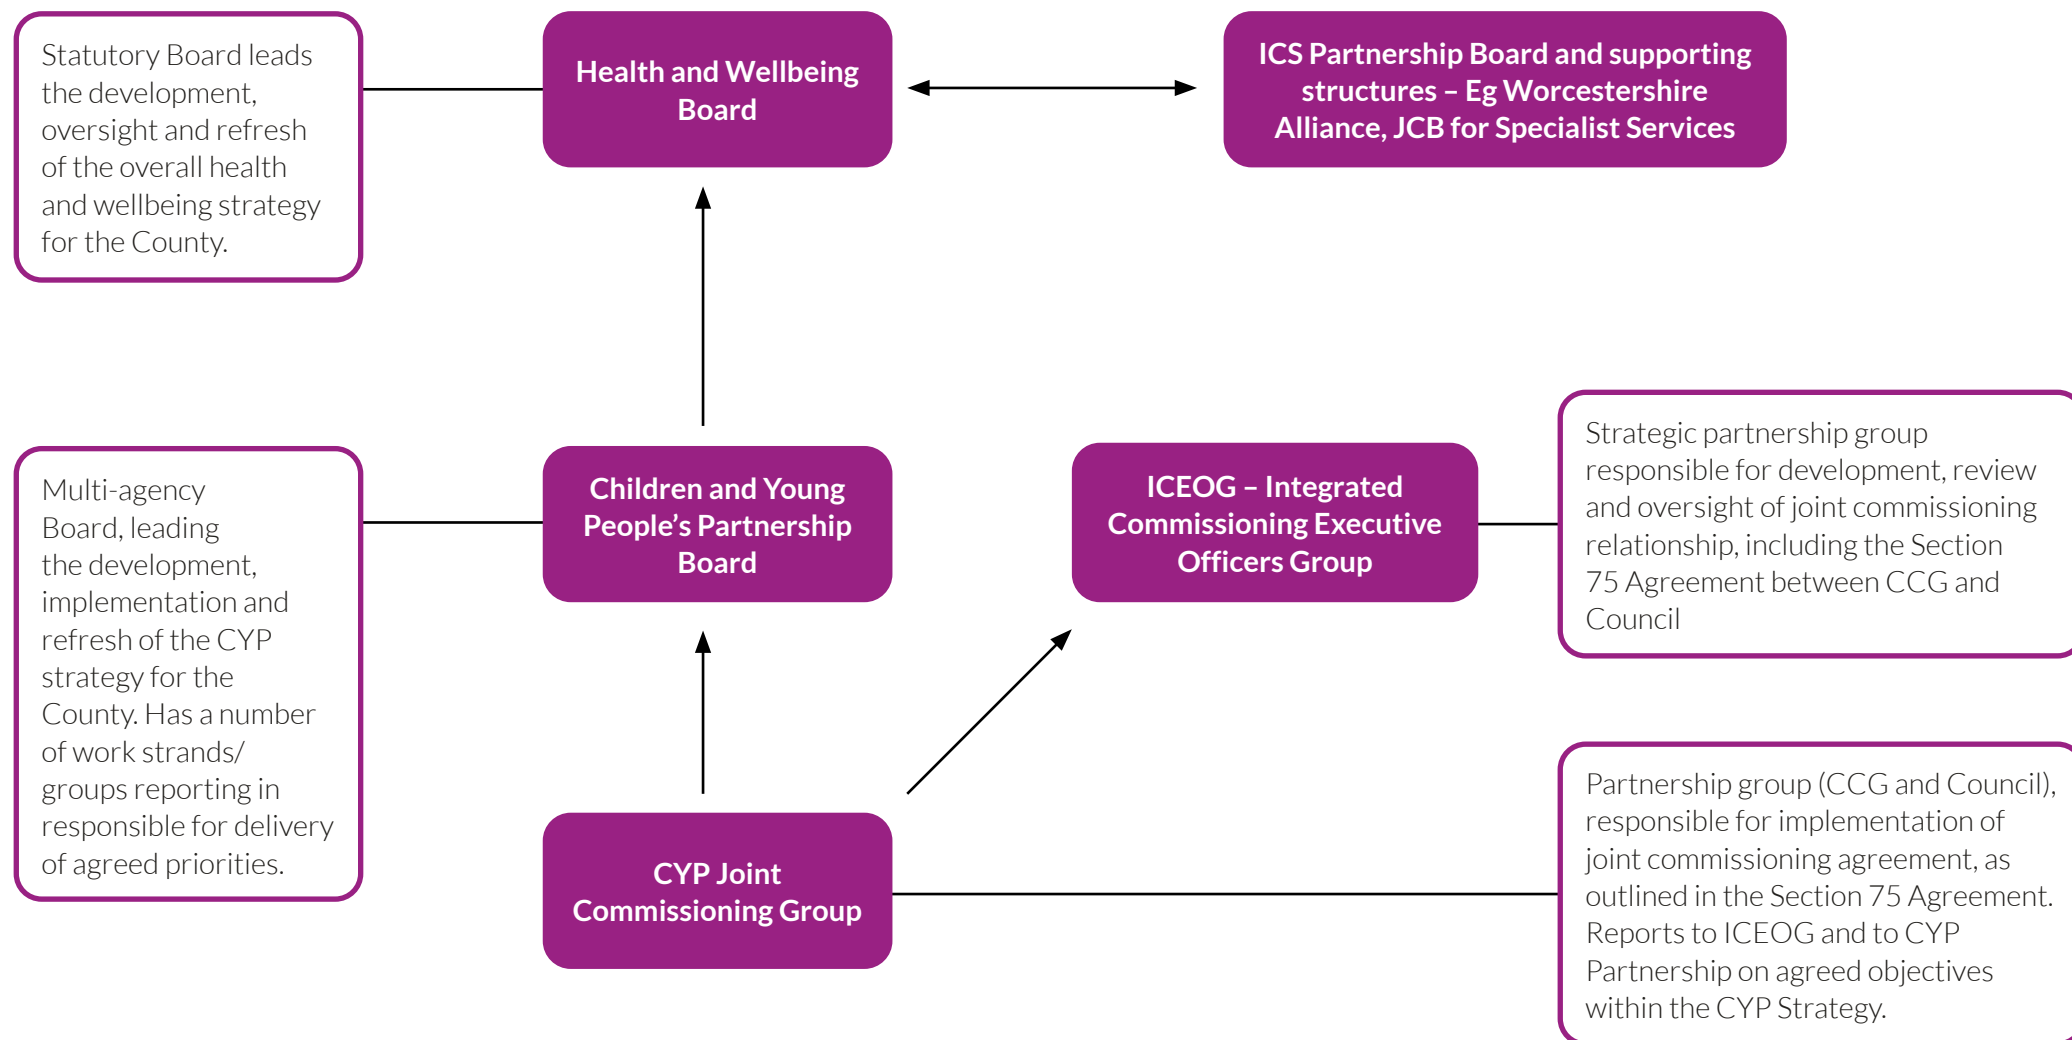 Statutory Board leads
the development,
oversight and refresh
of the overall health
and wellbeing strategy
for the County.
Health and Wellbeing
Board
ICS Partnership Board and supporting
structures – Eg Worcestershire
Alliance, JCB for Specialist Services
Multi-agency
Board, leading
the development,
implementation and
refresh of the CYP
strategy for the
County. Has a number
of work strands/
groups reporting in
responsible for delivery
of agreed priorities.
Children and Young
People’s Partnership
Board
ICEOG – Integrated
Commissioning Executive
Officers Group
Strategic partnership group
responsible for development, review
and oversight of joint commissioning
relationship, including the Section
75 Agreement between CCG and
Council
CYP Joint
Commissioning Group
Partnership group (CCG and Council),
responsible for implementation of
joint commissioning agreement, as
outlined in the Section 75 Agreement.
Reports to ICEOG and to CYP
Partnership on agreed objectives
within the CYP Strategy.